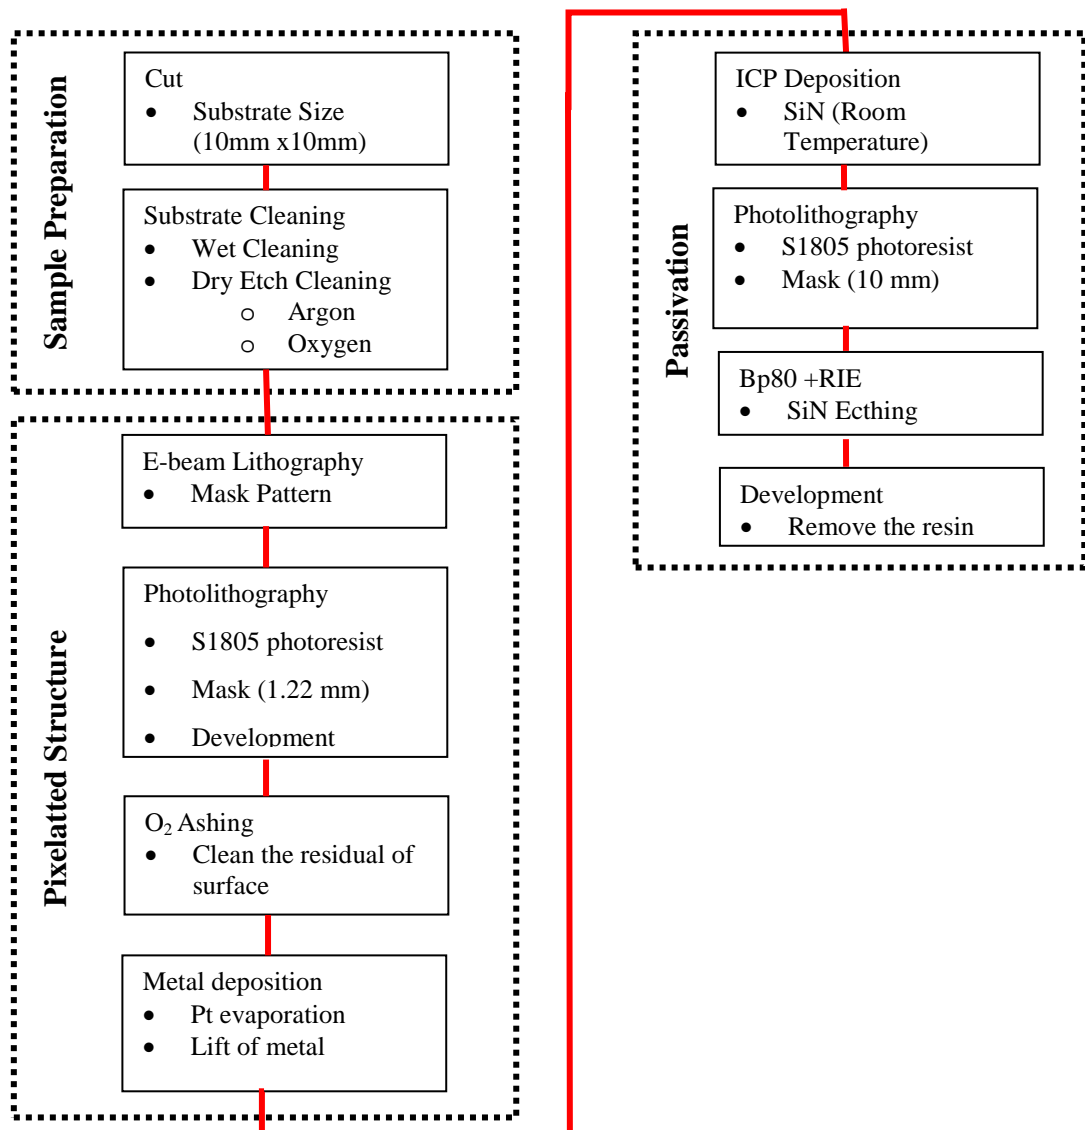 Sample Preparation
Cut
• Substrate Size
(10mm x10mm)
Substrate Cleaning
• Wet Cleaning
• Dry Etch Cleaning
o Argon
o Oxygen
Pixelatted Structure
E-beam Lithography
• Mask Pattern
Photolithography
• S1805 photoresist
• Mask (1.22 mm)
• Development
O₂ Ashing
• Clean the residual of
surface
Metal deposition
• Pt evaporation
• Lift of metal
Passivation
ICP Deposition
• SiN (Room
Temperature)
Photolithography
• S1805 photoresist
• Mask (10 mm)
Bp80 +RIE
• SiN Ecthing
Development
• Remove the resin